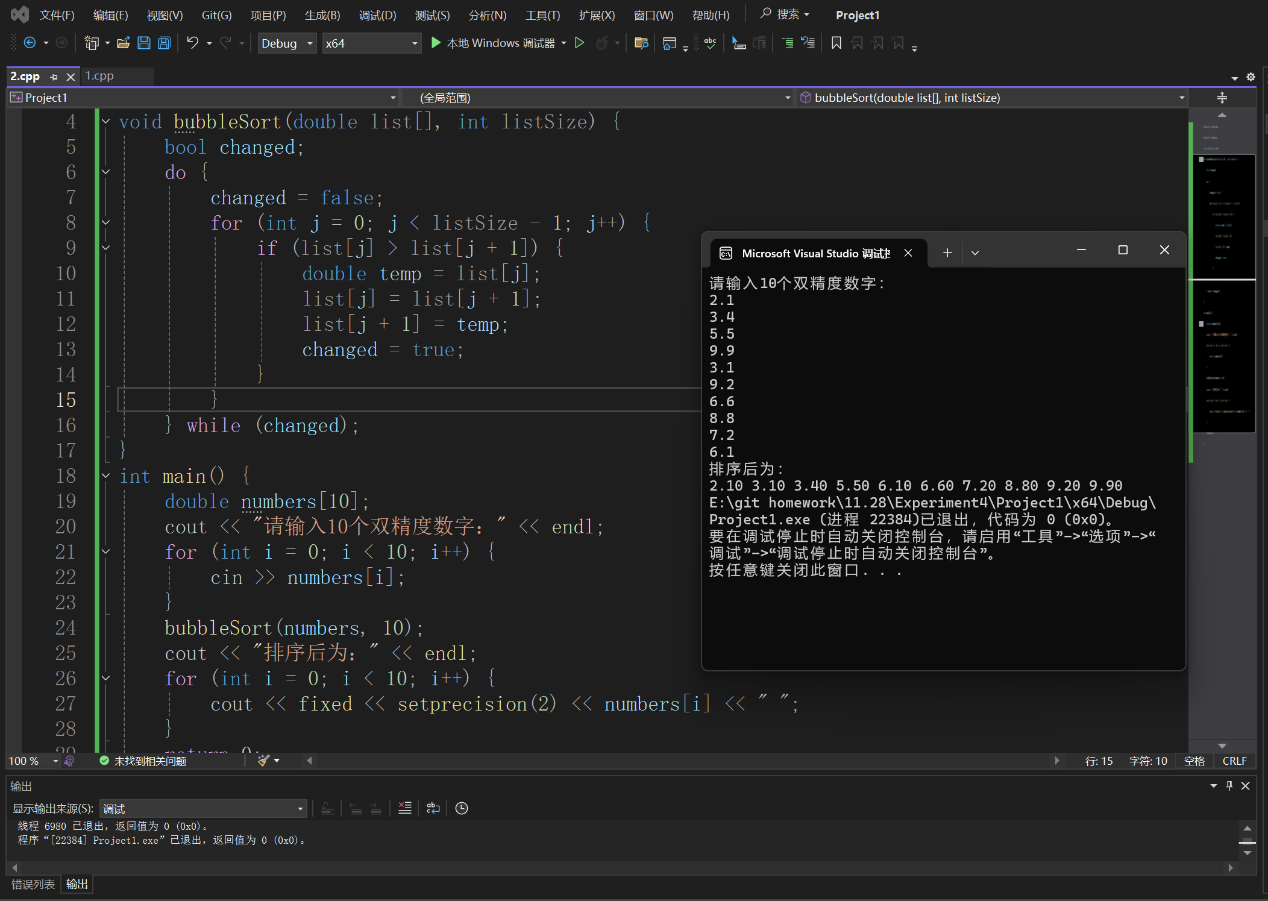 文件(F) 编辑(E) 视图(V) Git(G) 项目(P) 生成(B) 调试(D) 测试(S) 分析(N) 工具(T) 扩展(X) 窗口(W) 帮助(H) 搜索 Project1
Debug x64 本地 Windows 调试器
2.cpp 1.cpp
Project1 (全局范围) bubbleSort(double list[], int listSize)
4 void bubbleSort(double list[], int listSize) {
5 bool changed;
6 do {
7 changed = false;
8 for (int j = 0; j < listSize - 1; j++) {
9 if (list[j] > list[j + 1]) {
10 double temp = list[j];
11 list[j] = list[j + 1];
12 list[j + 1] = temp;
13 changed = true;
14 }
15 }
16 } while (changed);
17 }
18 int main() {
19 double numbers[10];
20 cout << "请输入10个双精度数字：" << endl;
21 for (int i = 0; i < 10; i++) {
22 cin >> numbers[i];
23 }
24 bubbleSort(numbers, 10);
25 cout << "排序后为：" << endl;
26 for (int i = 0; i < 10; i++) {
27 cout << fixed << setprecision(2) << numbers[i] << " ";
28 }
Microsoft Visual Studio 调试
请输入10个双精度数字：
2.1
3.4
5.5
9.9
3.1
9.2
6.6
8.8
7.2
6.1
排序后为：
2.10 3.10 3.40 5.50 6.10 6.60 7.20 8.80 9.20 9.90
E:\git homework\11.28\Experiment4\Project1\x64\Debug\
Project1.exe (进程 22384)已退出，代码为 0 (0x0)。
要在调试停止时自动关闭控制台，请启用“工具”->“选项”->“
调试”->“调试停止时自动关闭控制台”。
按任意键关闭此窗口. . .
100 % 未找到相关问题 行: 15 字符: 10 空格 CRLF
输出
显示输出来源(S): 调试
线程 6980 已退出，返回值为 0 (0x0)。
程序“[22384] Project1.exe”已退出，返回值为 0 (0x0)。
错误列表 输出